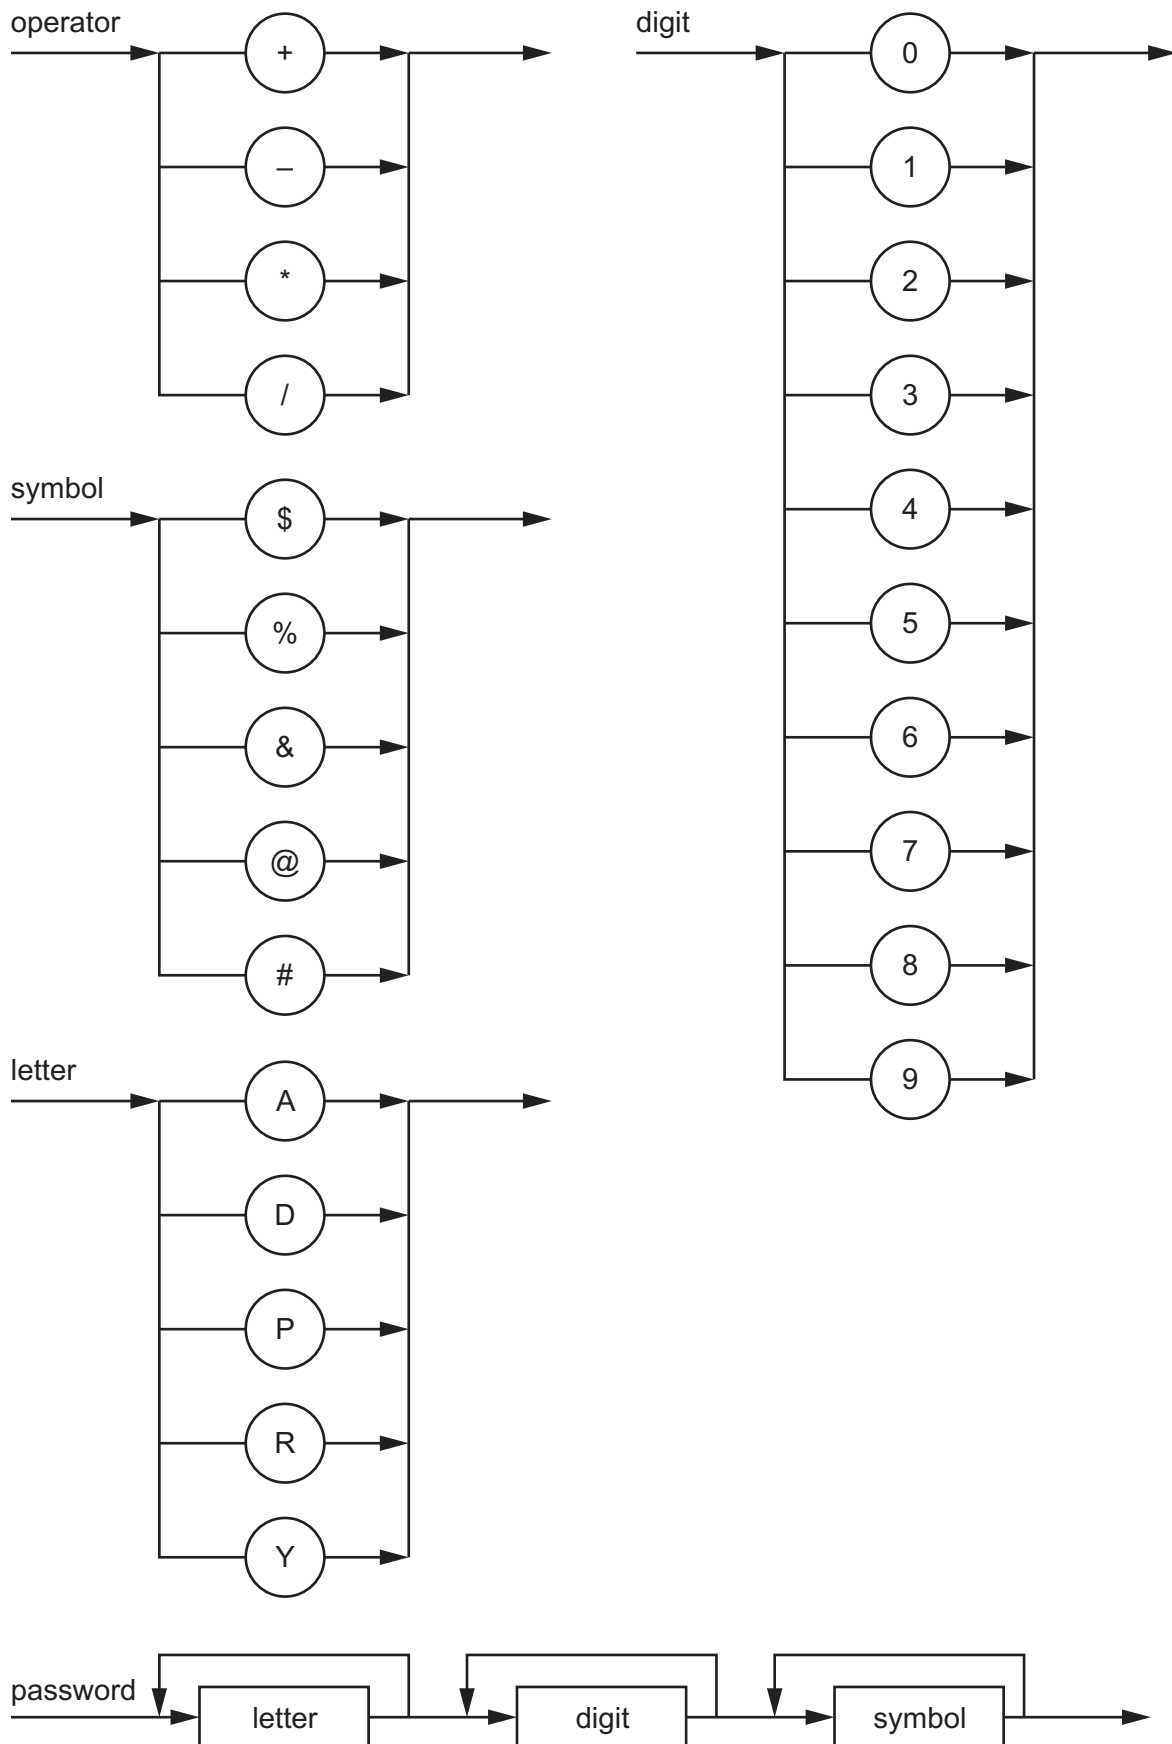 operator
+
–
*
/
symbol
$
%
&
@
#
letter
A
D
P
R
Y
digit
0
1
2
3
4
5
6
7
8
9
password
letter digit symbol